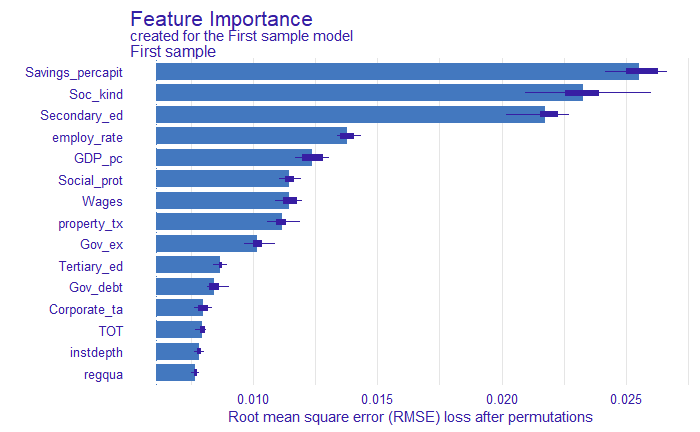 Feature Importance
created for the First sample model
First sample
Savings_percapit
Soc_kind
Secondary_ed
employ_rate
GDP_pc
Social_prot
Wages
property_tx
Gov_ex
Tertiary_ed
Gov_debt
Corporate_ta
TOT
instdepth
regqua
0.010 0.015 0.020 0.025
Root mean square error (RMSE) loss after permutations